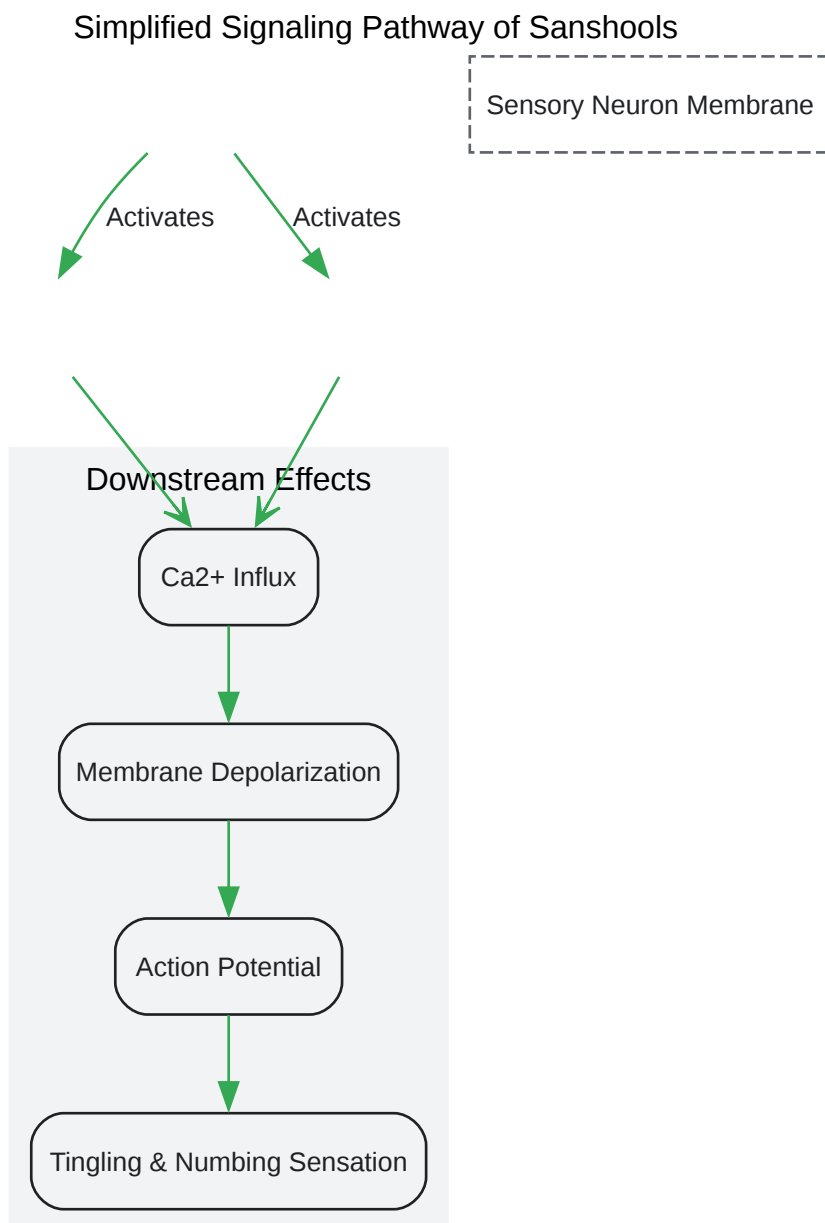 Simplified Signaling Pathway of Sanshools
Sensory Neuron Membrane
Activates
Activates
Downstream Effects
Ca2+ Influx
Membrane Depolarization
Action Potential
Tingling & Numbing Sensation